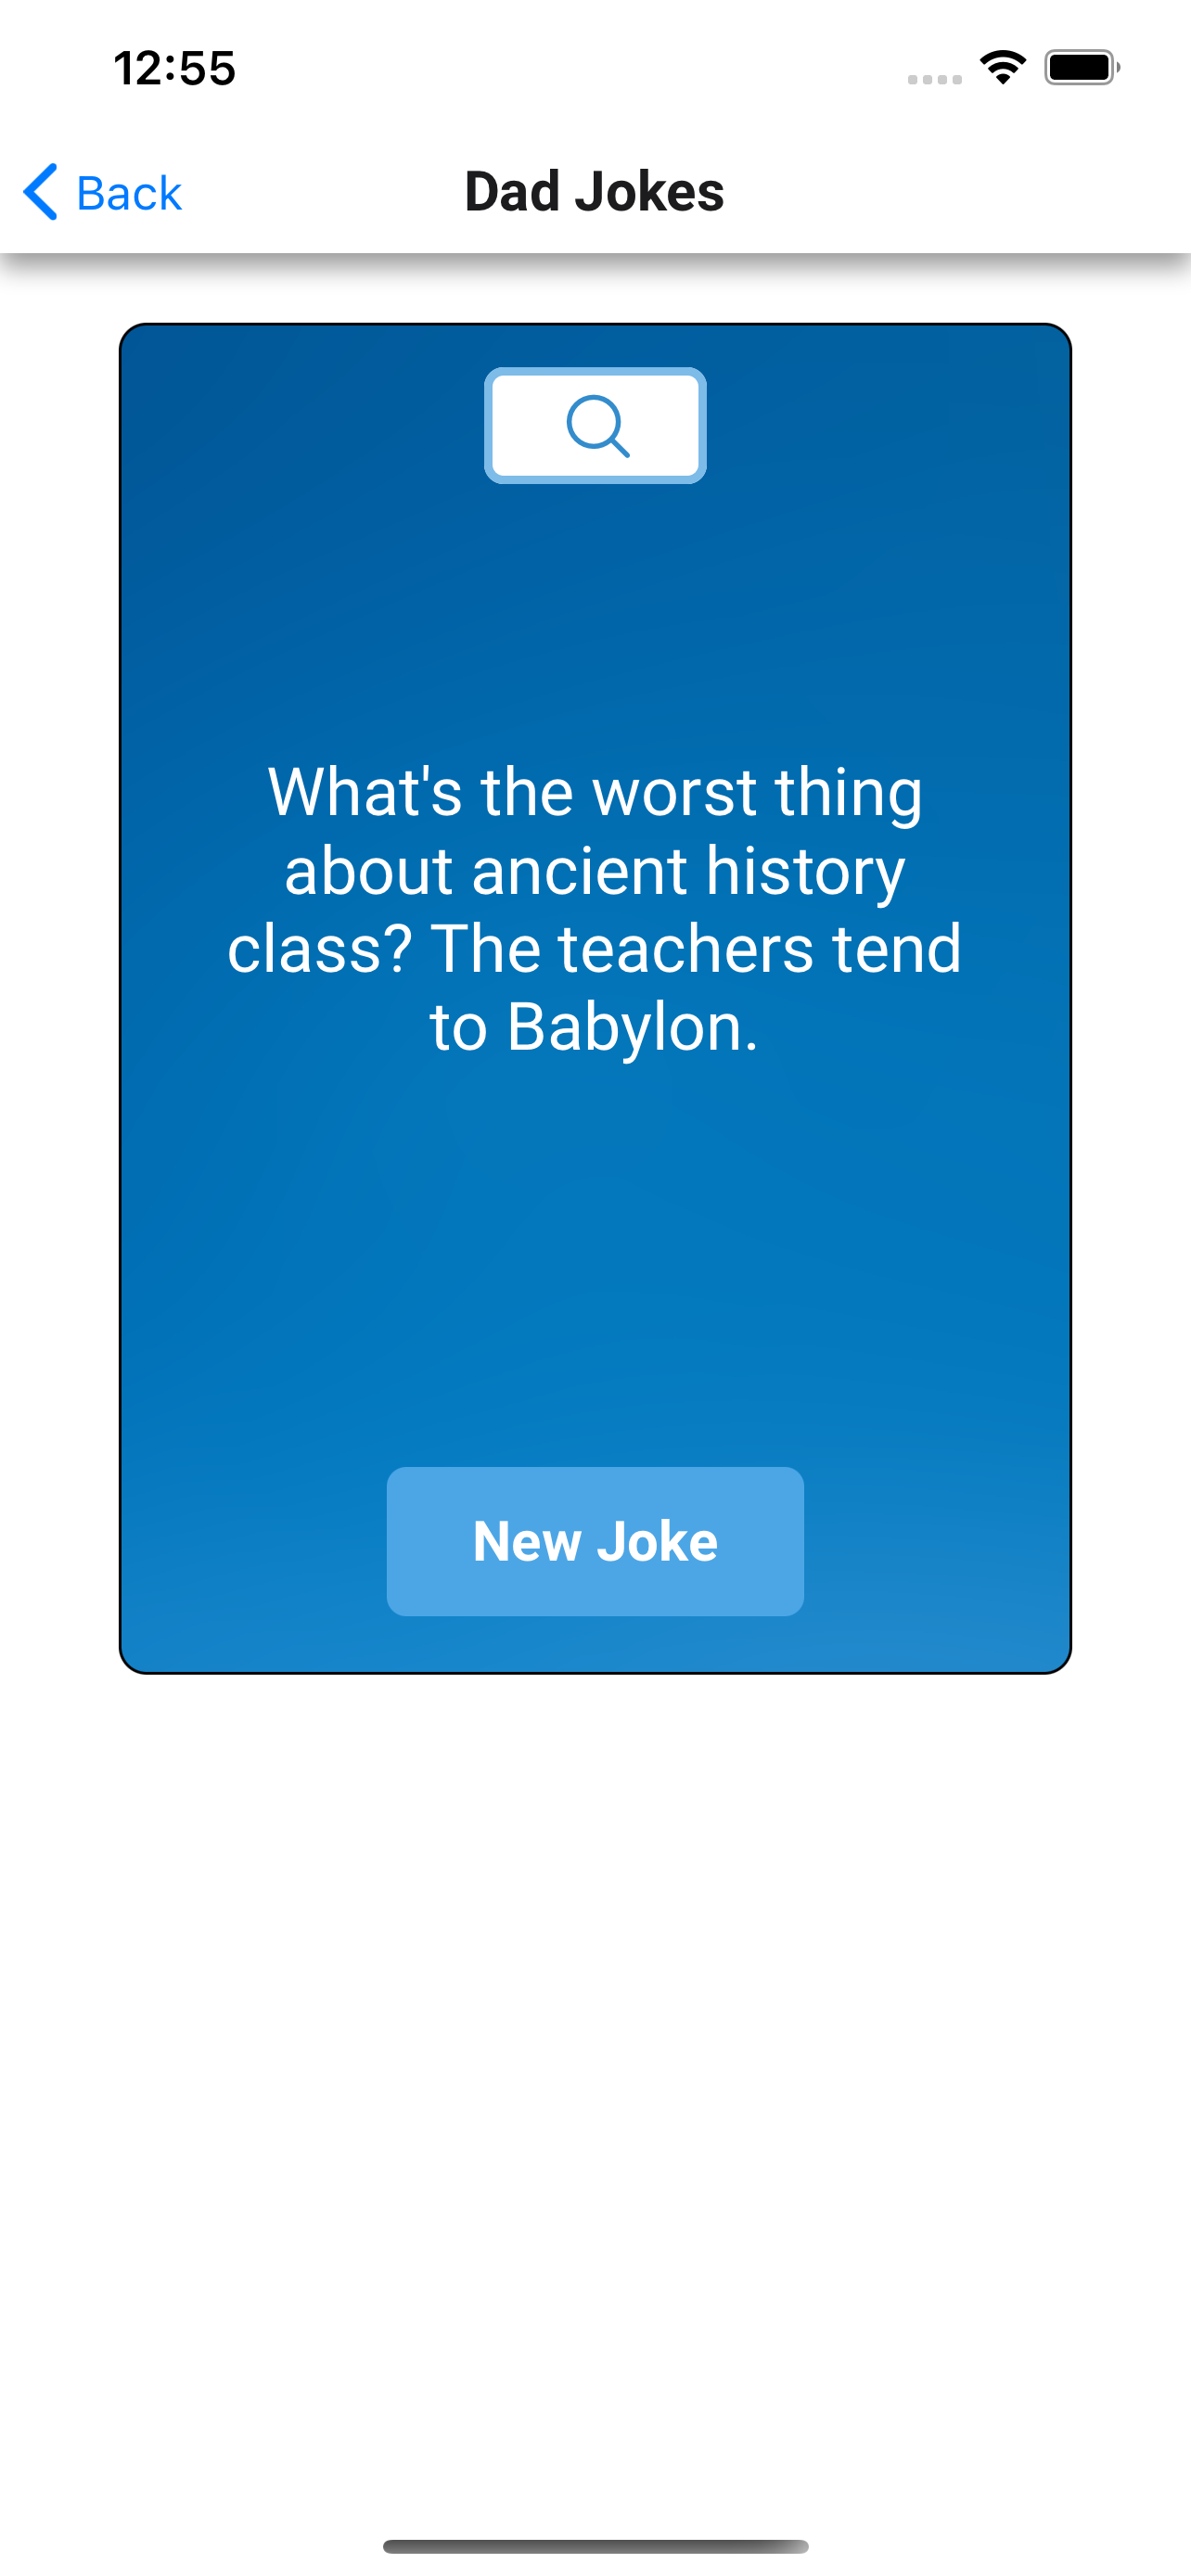 12:55
Back
Dad Jokes
What's the worst thing
about ancient history
class? The teachers tend
to Babylon.
New Joke